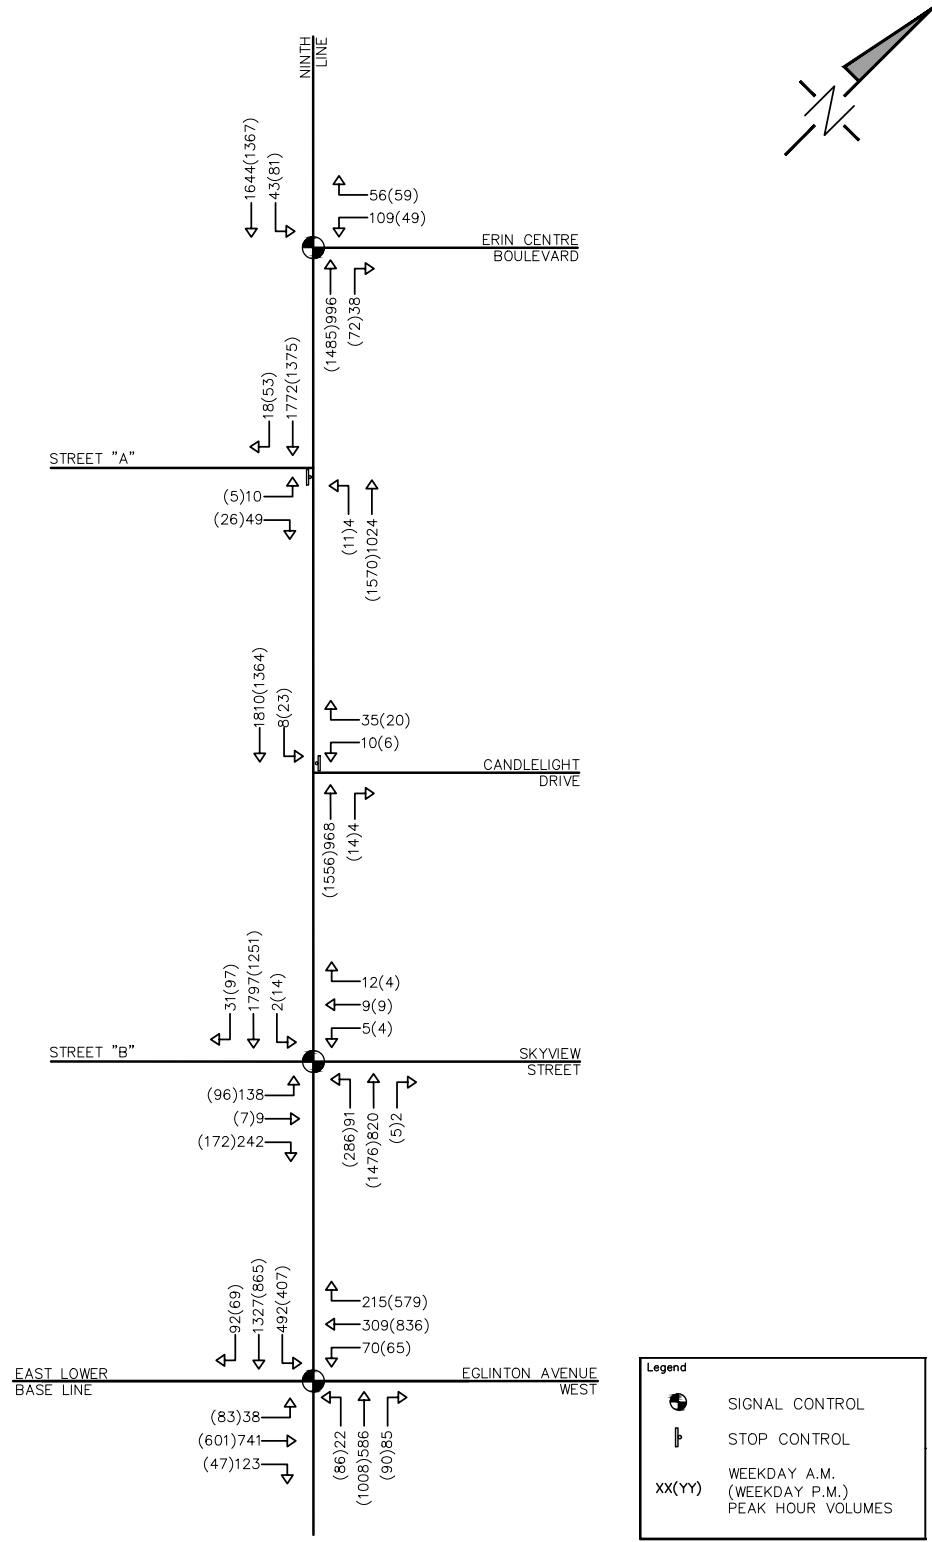 NINTH
LINE
1644(1367)
43(81)
56(59)
109(49)
ERIN CENTRE
BOULEVARD
(1485)996
(72)38
18(53)
1772(1375)
STREET "A"
(5)10
(26)49
(11)4
(1570)1024
1810(1364)
8(23)
35(20)
10(6)
CANDLELIGHT
DRIVE
(1556)968
(14)4
31(97)
1797(1251)
2(14)
12(4)
9(9)
5(4)
STREET "B"
SKYVIEW
STREET
(96)138
(7)9
(172)242
(286)91
(1476)820
(5)2
92(69)
1327(865)
492(407)
215(579)
309(836)
70(65)
EAST LOWER
BASE LINE
EGLINTON AVENUE
WEST
(83)38
(601)741
(47)123
(86)22
(1008)586
(90)85
Legend
SIGNAL CONTROL
STOP CONTROL
XX(YY)
WEEKDAY A.M.
(WEEKDAY P.M.)
PEAK HOUR VOLUMES